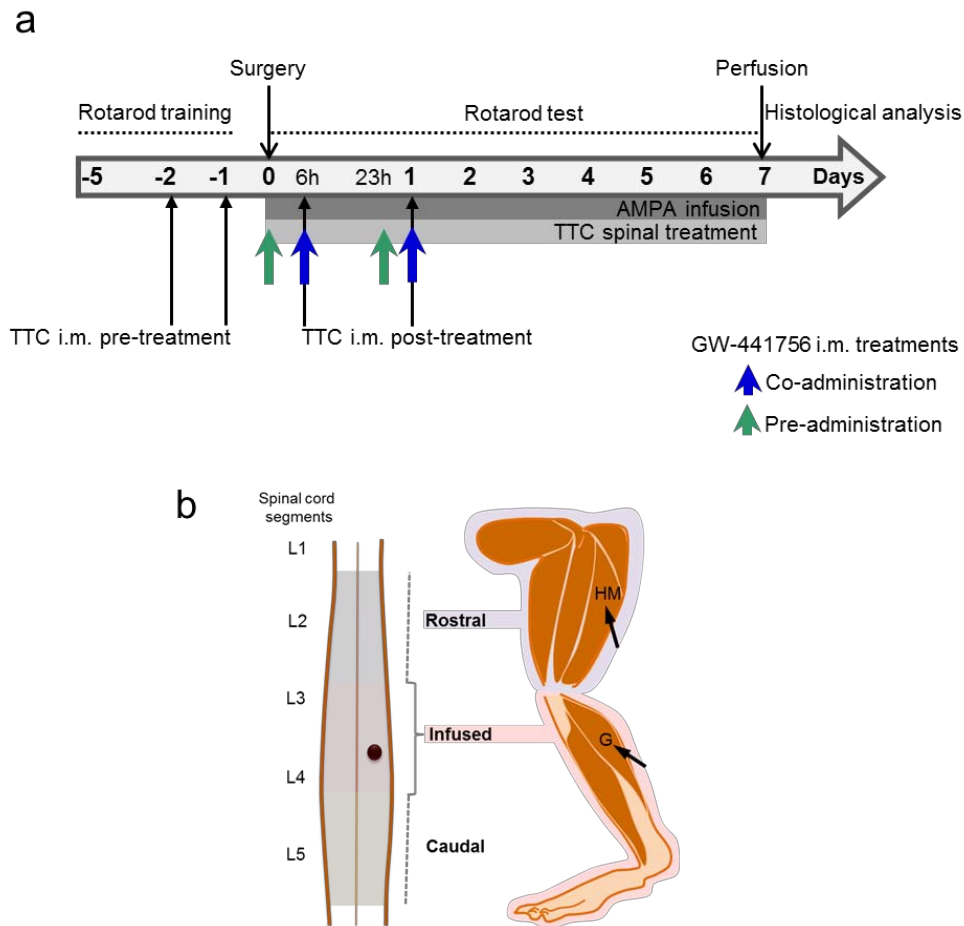 a
Surgery
Perfusion
Rotarod training
Rotarod test
Histological analysis
-5 -2 -1 0 6h 23h 1 2 3 4 5 6 7 Days
AMPA infusion
TTC spinal treatment
TTC i.m. pre-treatment
TTC i.m. post-treatment
GW-441756 i.m. treatments
Co-administration
Pre-administration
b
Spinal cord
segments
L1
L2
L3
L4
L5
Rostral
Infused
Caudal
HM
G